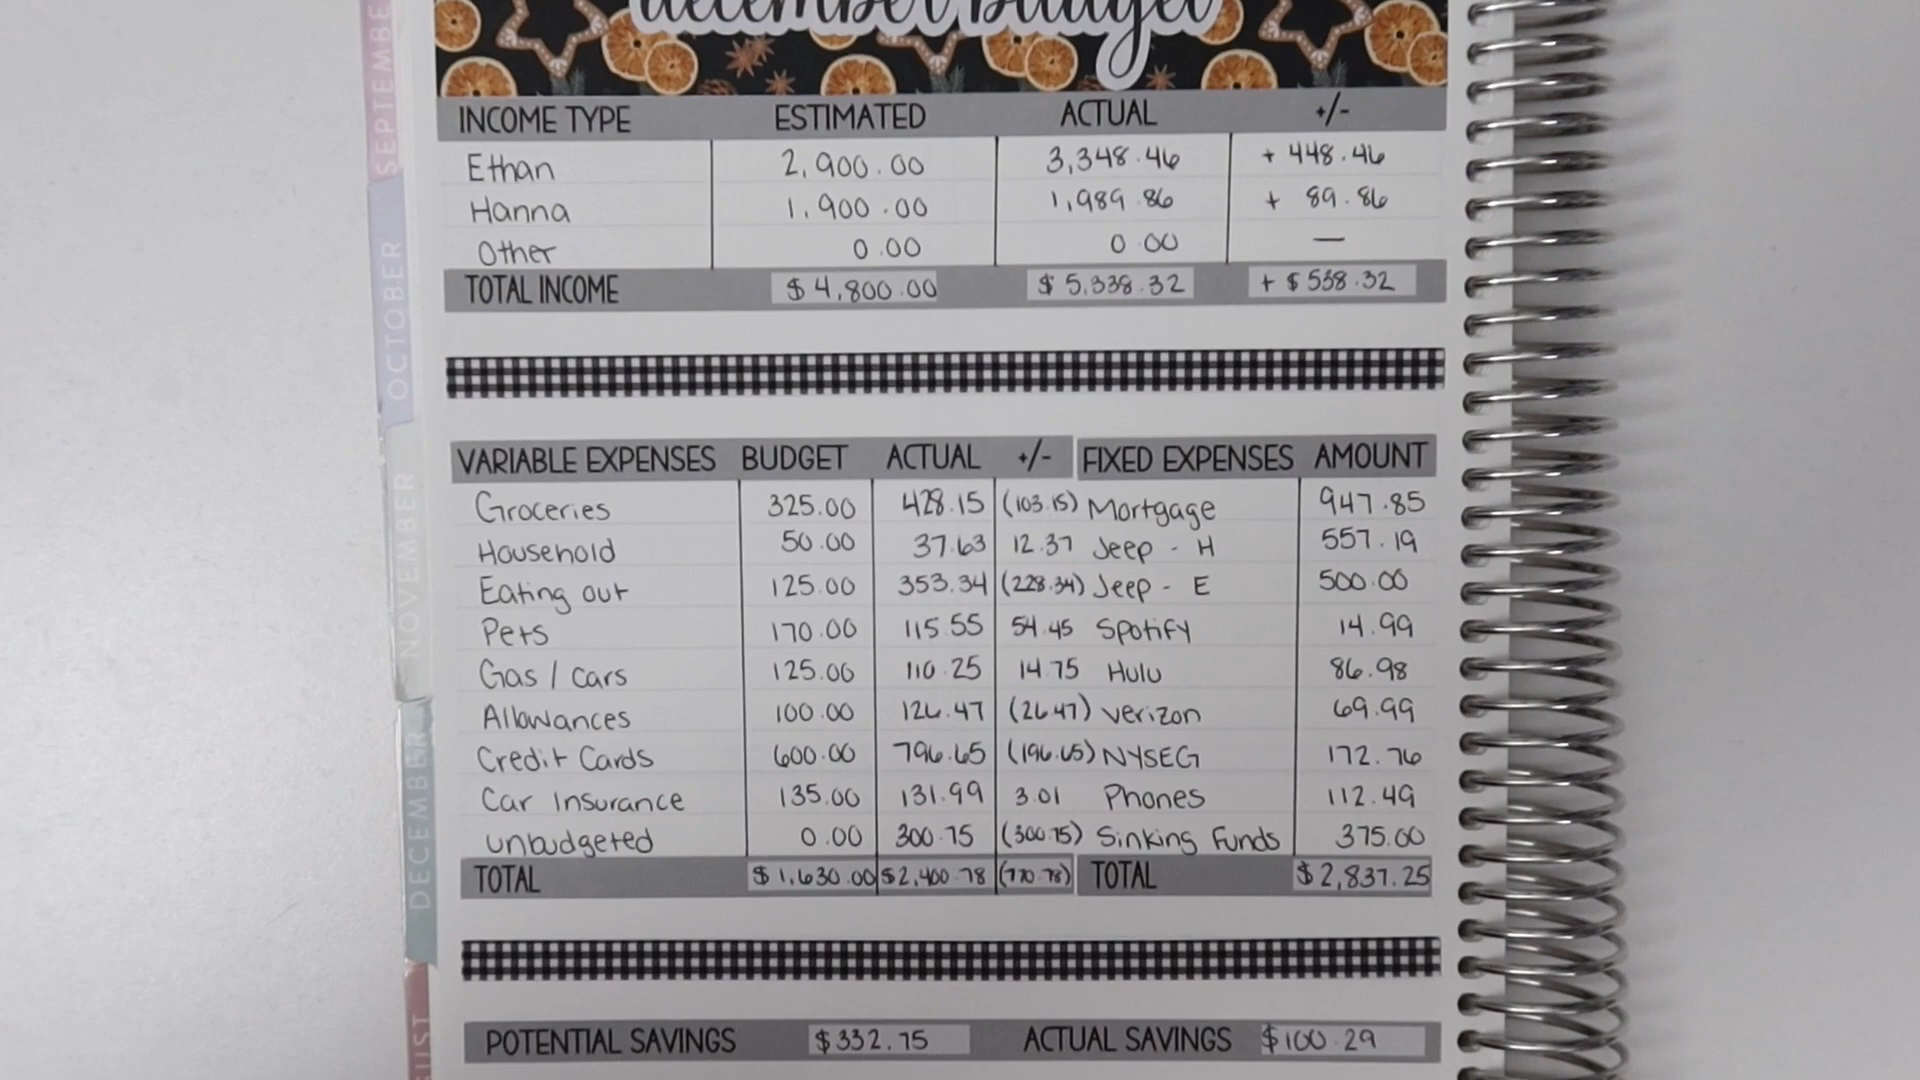 december budget
INCOME TYPE ESTIMATED ACTUAL +/-
Ethan 2,900.00 3,348.46 + 448.46
Hanna 1,900.00 1,989.86 + 89.86
Other 0.00 0.00 —
TOTAL INCOME $4,800.00 $5,338.32 + $538.32
VARIABLE EXPENSES BUDGET ACTUAL +/- FIXED EXPENSES AMOUNT
Groceries 325.00 428.15 (103.15) Mortgage 947.85
Household 50.00 37.63 12.37 Jeep - H 557.19
Eating out 125.00 353.34 (228.34) Jeep - E 500.00
Pets 170.00 115.55 54.45 Spotify 14.99
Gas / cars 125.00 110.25 14.75 Hulu 86.98
Allowances 100.00 126.47 (26.47) Verizon 69.99
Credit Cards 600.00 796.65 (196.65) NYSEG 172.76
Car Insurance 135.00 131.99 3.01 Phones 112.49
unbudgeted 0.00 300.75 (300.75) Sinking Funds 375.00
TOTAL $1,630.00 $2,400.78 (770.78) TOTAL $2,837.25
POTENTIAL SAVINGS $332.75 ACTUAL SAVINGS $100.29
SEPTEMBE
OCTOBER
NOVEMBER
DECEMBER
UST